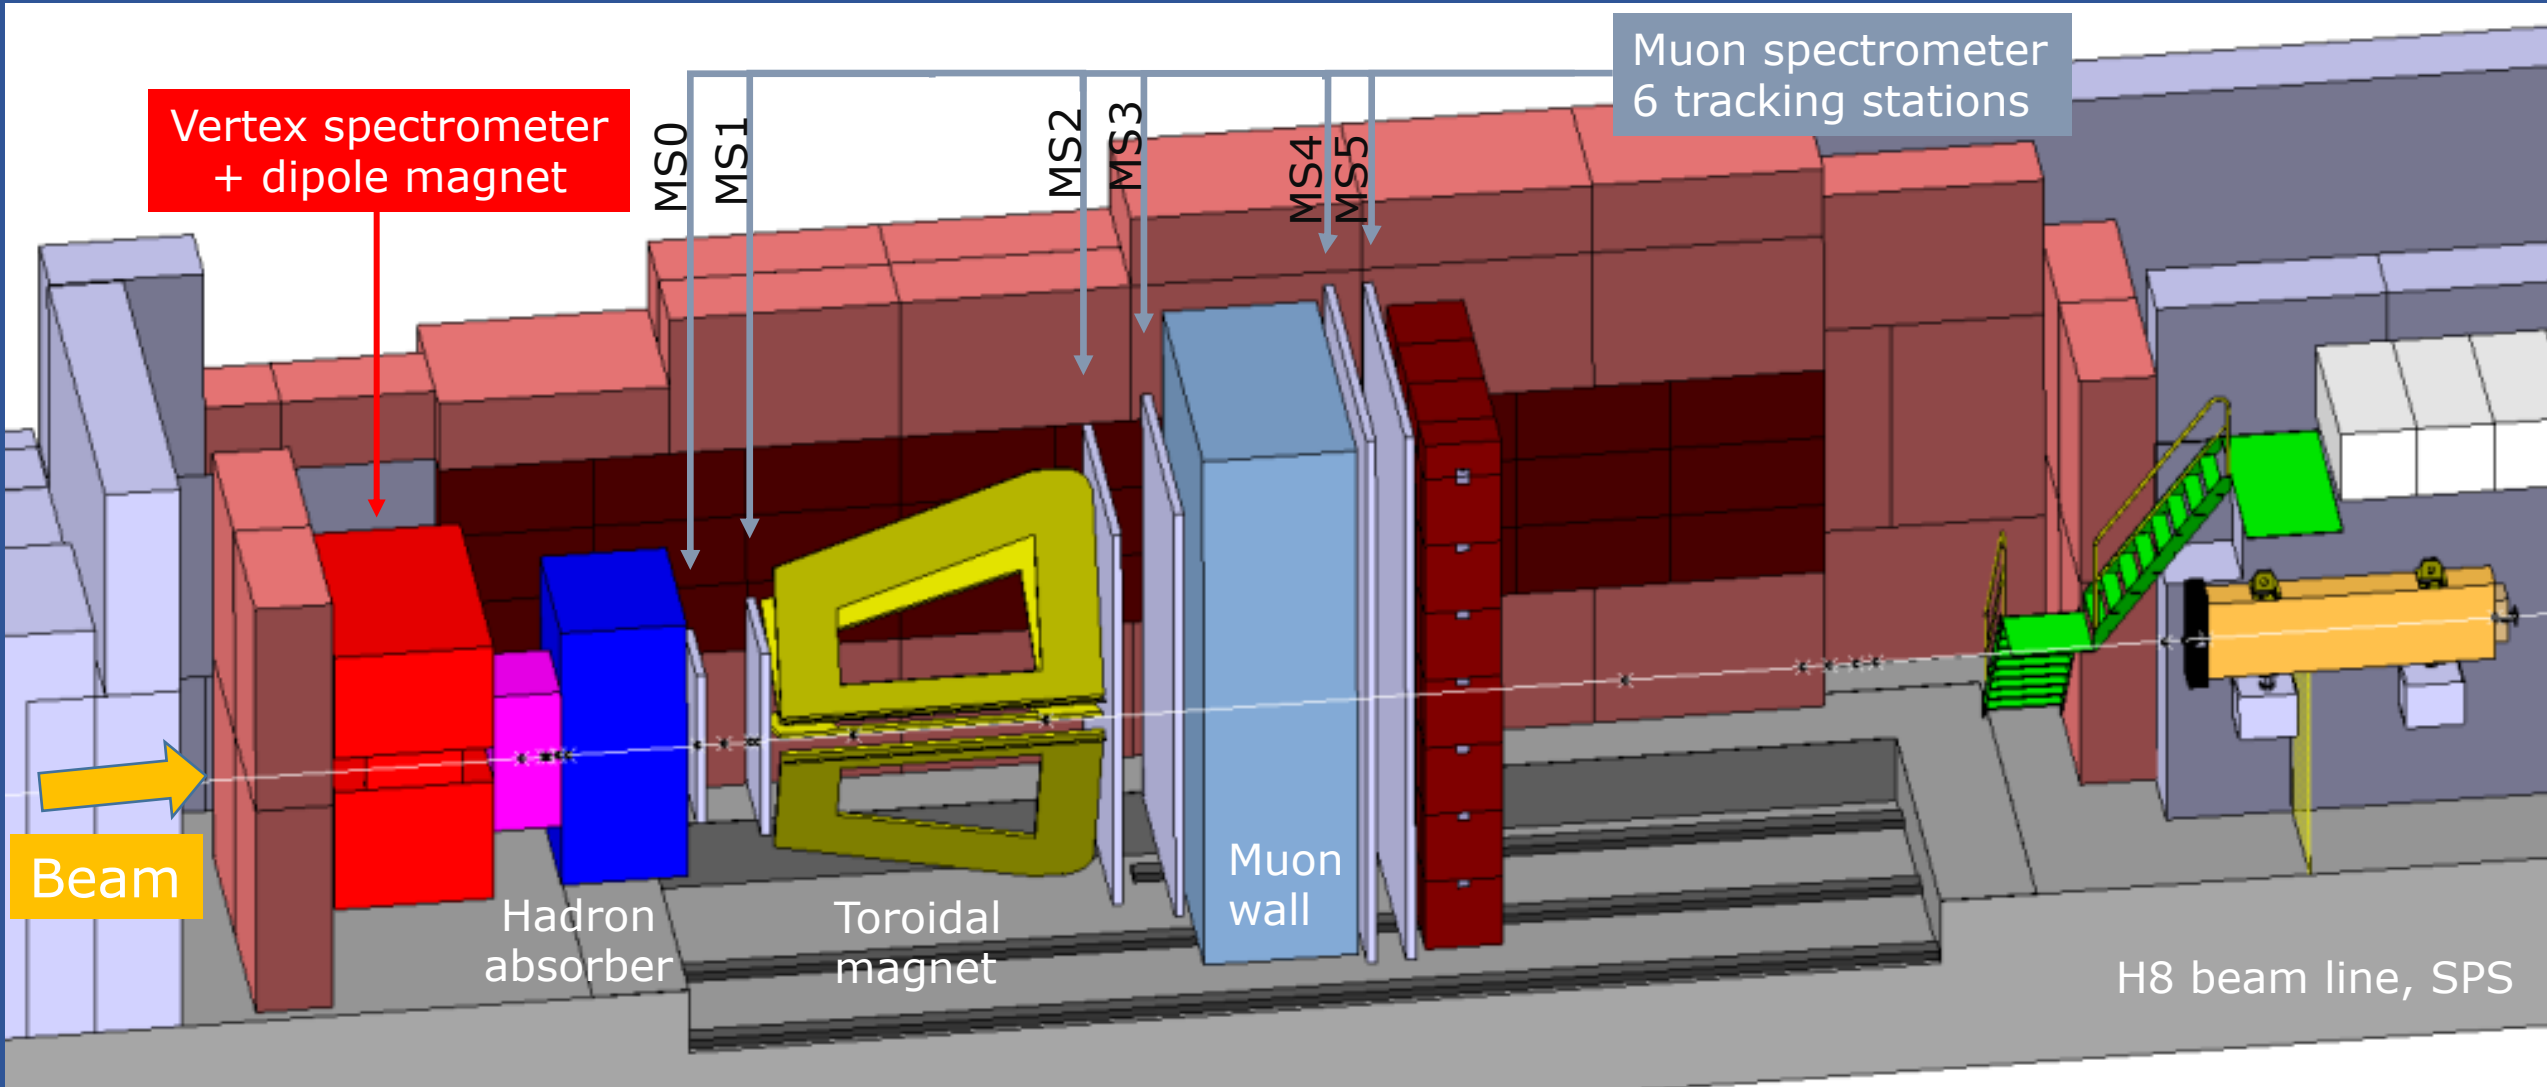 Muon spectrometer
6 tracking stations
Vertex spectrometer
+ dipole magnet
MS0
MS1
MS2
MS3
MS4
MS5
Beam
Hadron
absorber
Toroidal
magnet
Muon
wall
H8 beam line, SPS